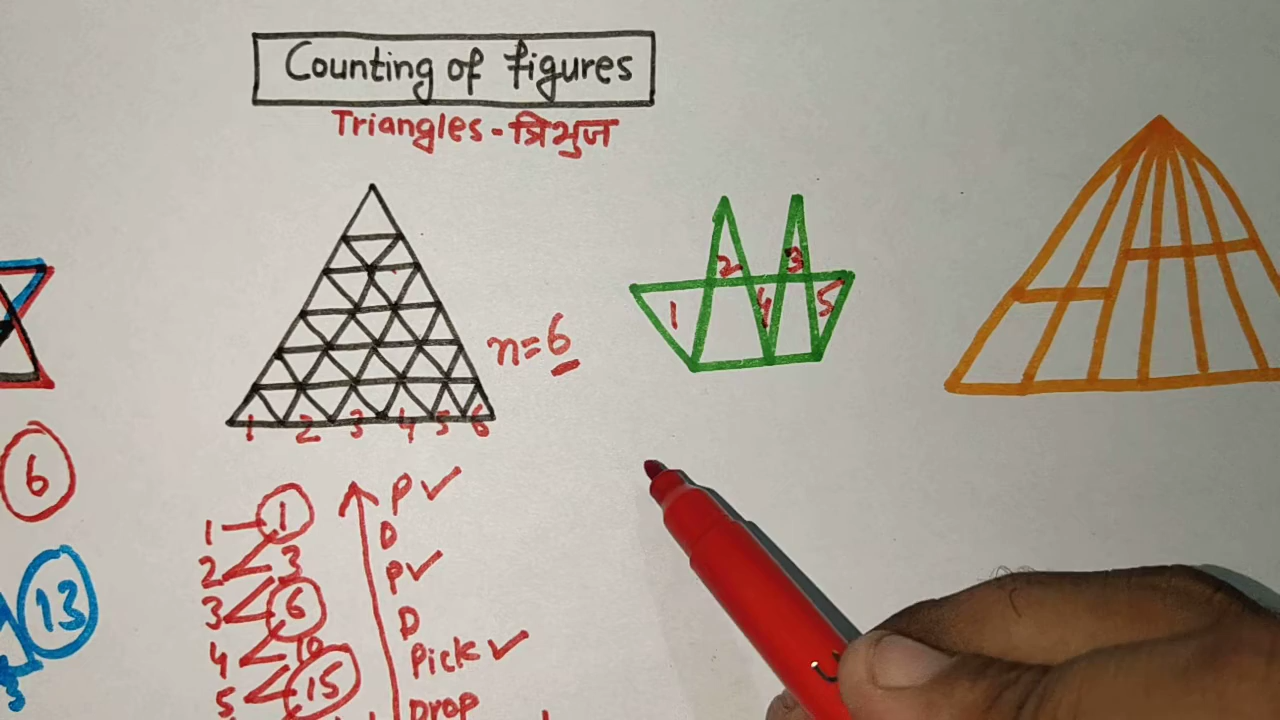 Counting of figures
Triangles - त्रिभुज
n=6
1 2 3 4 5 6
2 3
1 4 5
6
13
1 — 1
2 < 3
3 < 6
4 < 10
5 < 15
P ✓
D
P ✓
D
Pick ✓
Drop